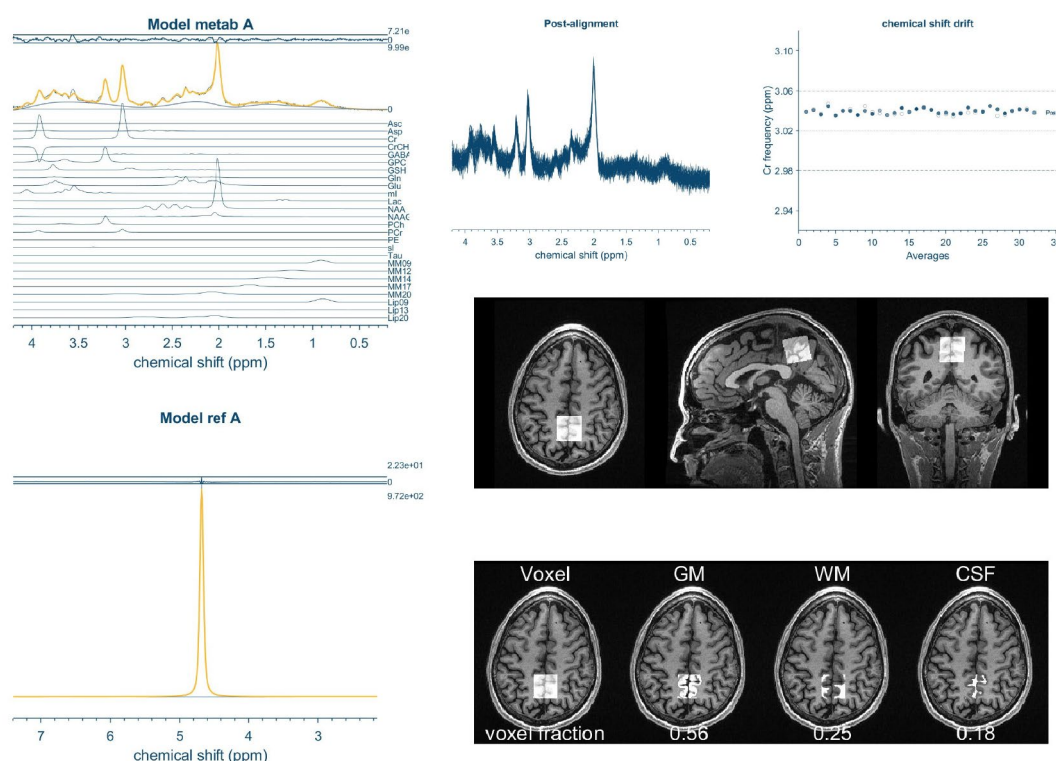 Model metab A
7.21e
0
9.99e
0
Asc
Asp
Cr
CrCH
GABA
GPC
GSH
Gln
Glu
mI
Lac
NAA
NAAG
PCh
PCr
PE
sI
Tau
MM09
MM12
MM14
MM17
MM20
Lip09
Lip13
Lip20
4 3.5 3 2.5 2 1.5 1 0.5
chemical shift (ppm)
Post-alignment
4 3.5 3 2.5 2 1.5 1 0.5
chemical shift (ppm)
chemical shift drift
Cr frequency (ppm)
3.10
3.06
3.02
2.98
2.94
0 5 10 15 20 25 30 35
Averages
Model ref A
2.23e+01
0
9.72e+02
7 6 5 4 3
chemical shift (ppm)
Voxel GM WM CSF
voxel fraction 0.56 0.25 0.18